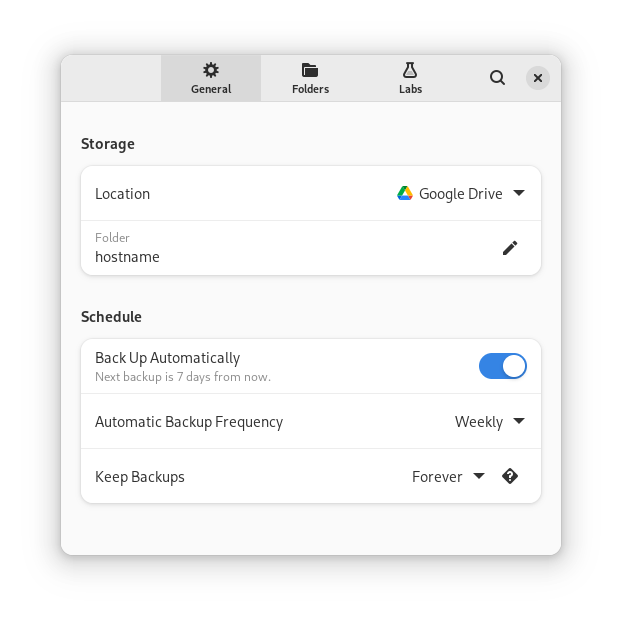 General
Folders
Labs
Storage
Location
Google Drive
Folder
hostname
Schedule
Back Up Automatically
Next backup is 7 days from now.
Automatic Backup Frequency
Weekly
Keep Backups
Forever
?